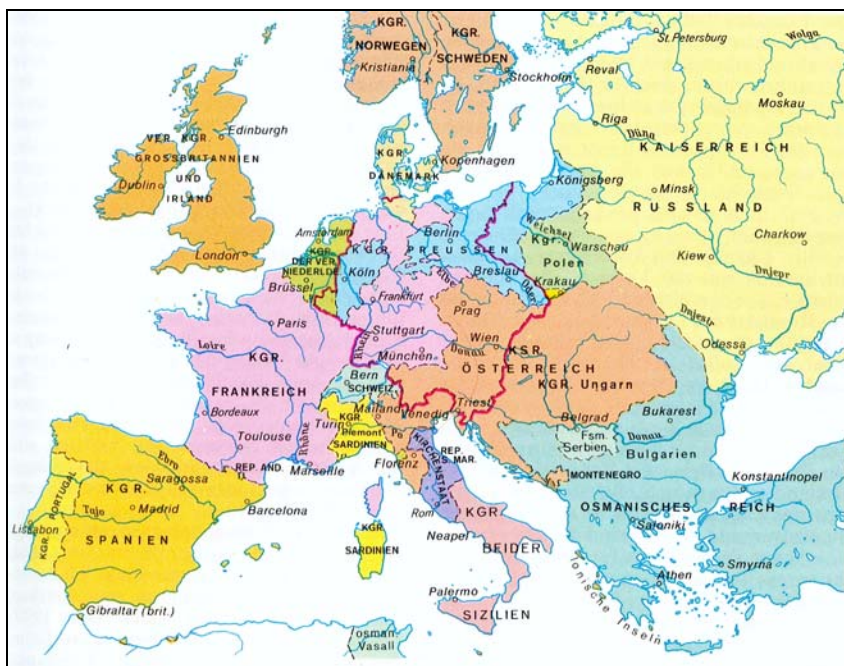 KGR.
NORWEGEN
Kristiania
KGR.
SCHWEDEN
Stockholm
St. Petersburg
Wolga
Reval
Moskau
Riga
Düna
KAISERREICH
RUSSLAND
Minsk
Charkow
Kiew
Dnjepr
Dnjestr
Odessa
VER. KGR.
GROSSBRITANNIEN
UND
IRLAND
Edinburgh
Dublin
London
KGR.
DÄNEMARK
Kopenhagen
Königsberg
Amsterdam
KGR.
DER VER.
NIEDERLDE.
Brüssel
KGR. PREUSSEN
Berlin
Köln
Breslau
Oder
Elbe
Weichsel
Kgr.
Polen
Warschau
Krakau
Frankfurt
Prag
Paris
Loire
KGR.
FRANKREICH
Bordeaux
Toulouse
Rhône
Marseille
REP. AND.
Rhein
Stuttgart
München
Donau
Wien
KSR.
ÖSTERREICH
KGR. Ungarn
Bern
SCHWEIZ
Mailand
Venedig
Triest
Turin
KGR.
Piemont
SARDINIEN
Po
Florenz
KIRCHENSTAAT
REP.
S. MAR.
Rom
Neapel
KGR.
BEIDER
SIZILIEN
Palermo
KGR.
SARDINIEN
Belgrad
Fsm.
Serbien
Bukarest
Donau
Bulgarien
MONTENEGRO
OSMANISCHES REICH
Konstantinopel
Saloniki
Smyrna
Athen
Ionische Inseln
Ebro
Saragossa
Barcelona
KGR.
SPANIEN
Madrid
Tajo
KGR. PORTUGAL
Lissabon
Gibraltar (brit.)
osman.
Vasall